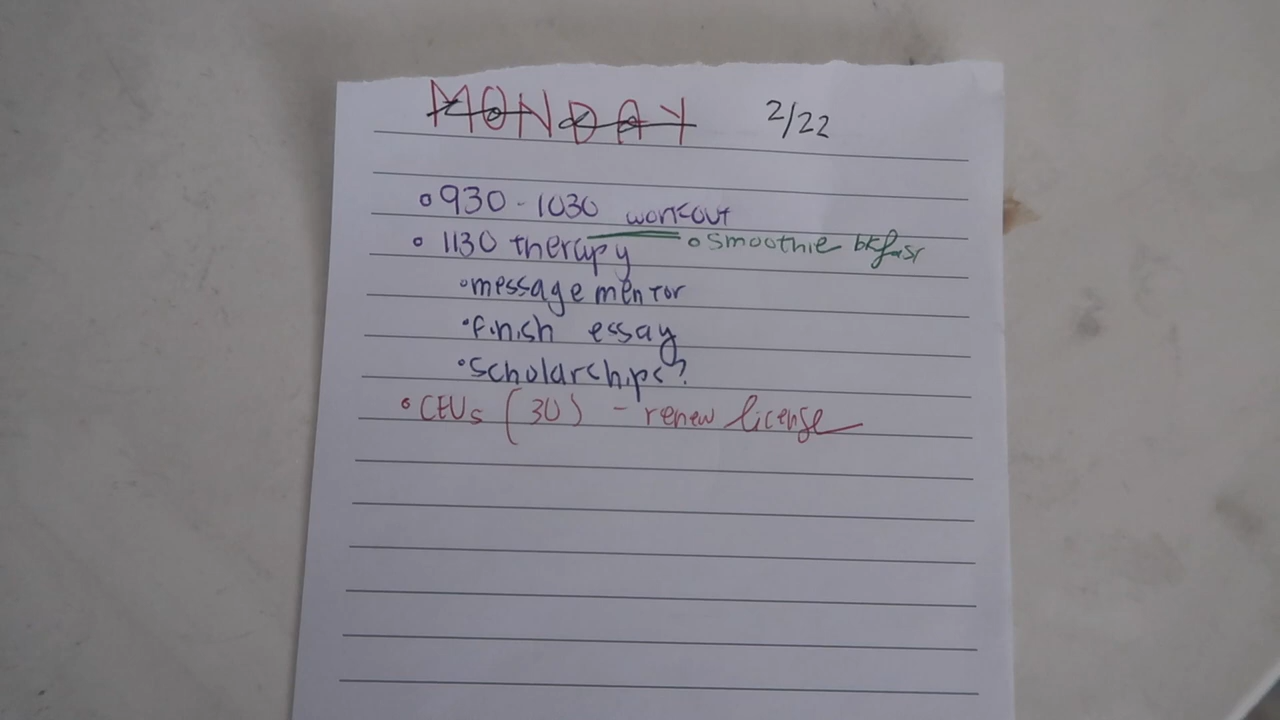 MONDAY 2/22
• 930 - 1030 workout
• 1130 therapy • smoothie bkfast
• message mentor
• finish essay
• scholarships?
• CEUs (30) - renew license